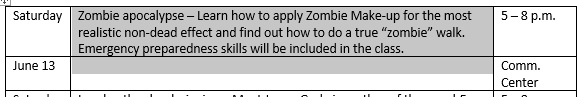 Saturday Zombie apocalypse – Learn how to apply Zombie Make-up for the most 5 – 8 p.m.
realistic non-dead effect and find out how to do a true “zombie” walk.
Emergency preparedness skills will be included in the class.
June 13 Comm.
Center